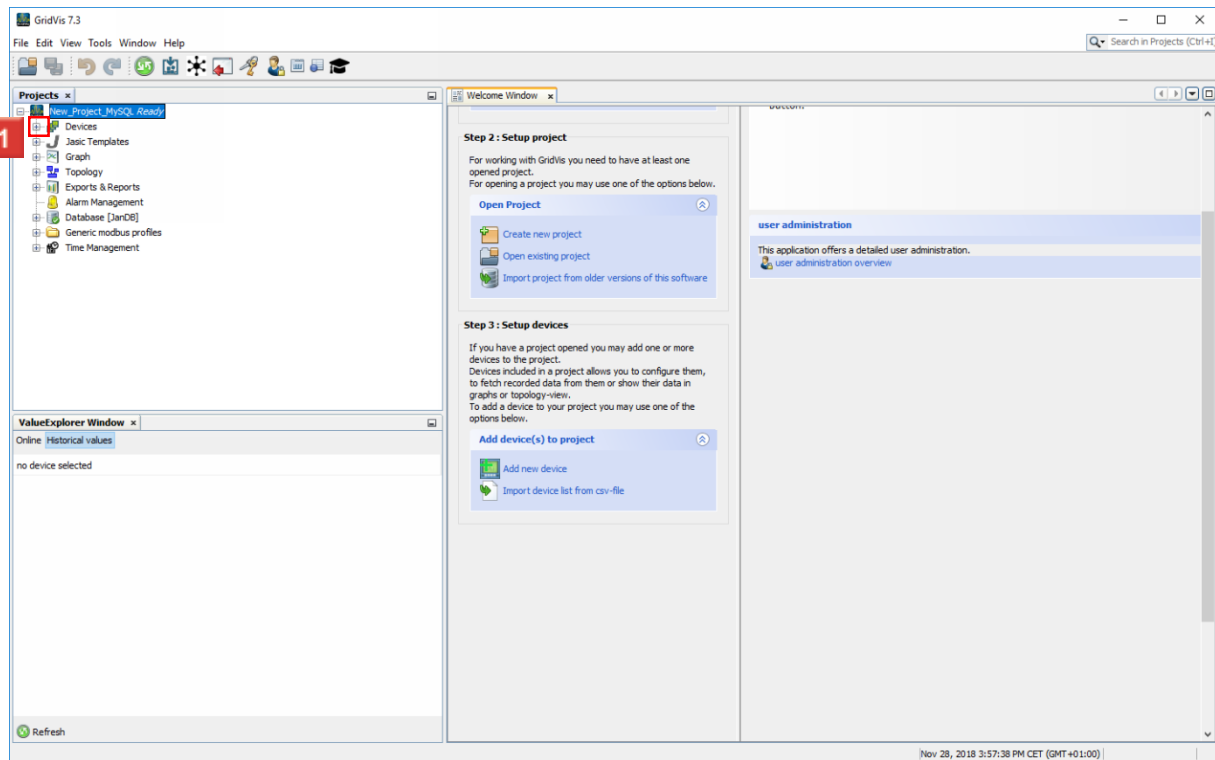 GridVis 7.3
File Edit View Tools Window Help
Search in Projects (Ctrl+I)
Projects
Welcome Window
New_Project_MySQL Ready
1
Devices
Jasic Templates
Graph
Topology
Exports & Reports
Alarm Management
Database [JanDB]
Generic modbus profiles
Time Management
ValueExplorer Window
Online Historical values
no device selected
Refresh
Step 2 : Setup project
For working with GridVis you need to have at least one
opened project.
For opening a project you may use one of the options below.
Open Project
Create new project
Open existing project
Import project from older versions of this software
Step 3 : Setup devices
If you have a project opened you may add one or more
devices to the project.
Devices included in a project allows you to configure them,
to fetch recorded data from them or show their data in
graphs or topology-view.
To add a device to your project you may use one of the
options below.
Add device(s) to project
Add new device
Import device list from csv-file
button.
user administration
This application offers a detailed user administration.
user administration overview
Nov 28, 2018 3:57:38 PM CET (GMT+01:00)